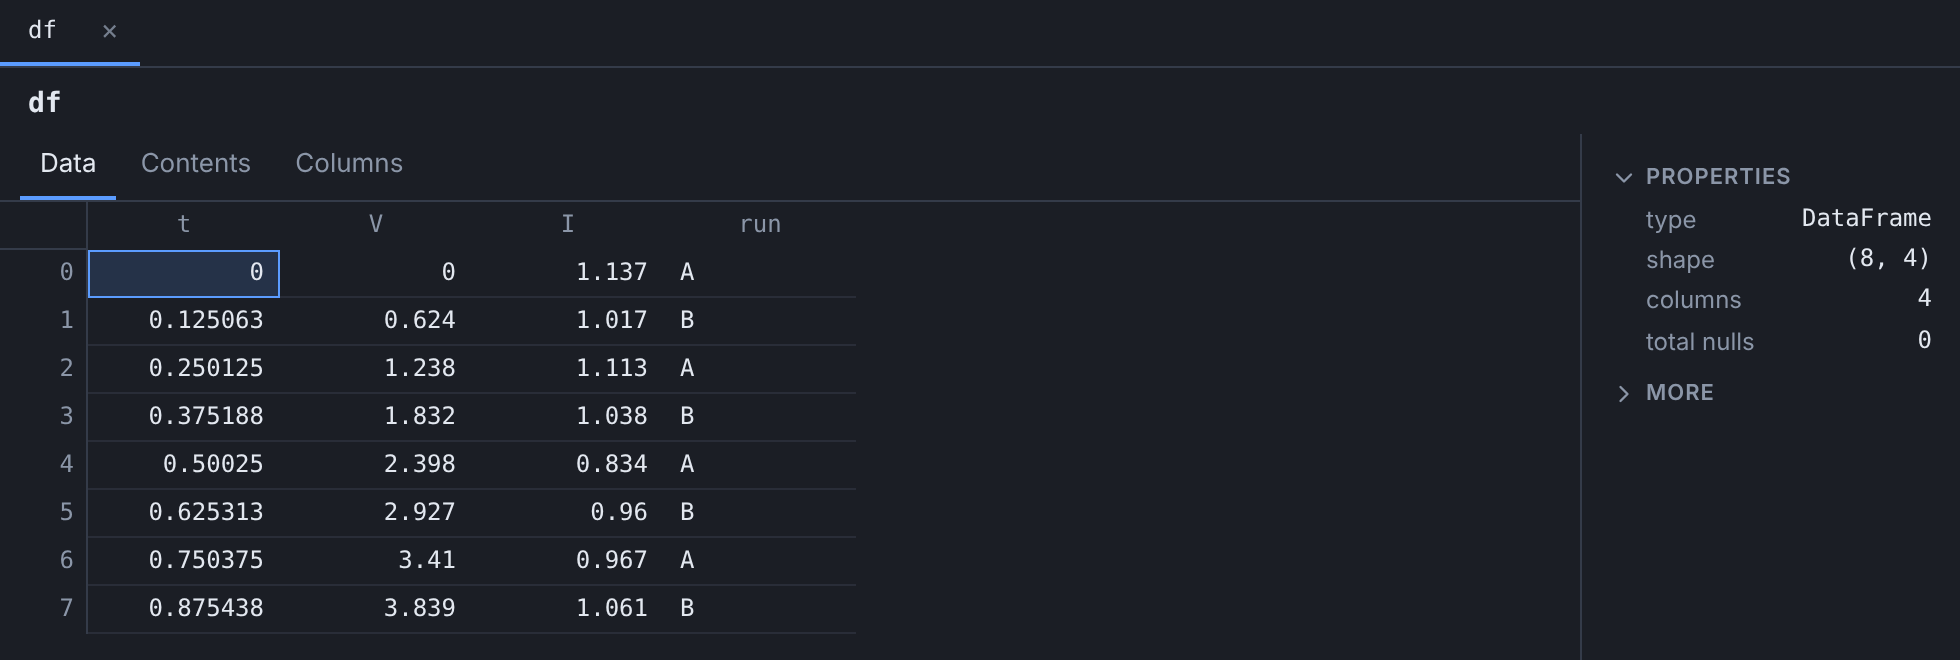 df ×
df
Data Contents Columns
t V I run
0 0 0 1.137 A
1 0.125063 0.624 1.017 B
2 0.250125 1.238 1.113 A
3 0.375188 1.832 1.038 B
4 0.50025 2.398 0.834 A
5 0.625313 2.927 0.96 B
6 0.750375 3.41 0.967 A
7 0.875438 3.839 1.061 B
PROPERTIES
type DataFrame
shape (8, 4)
columns 4
total nulls 0
MORE